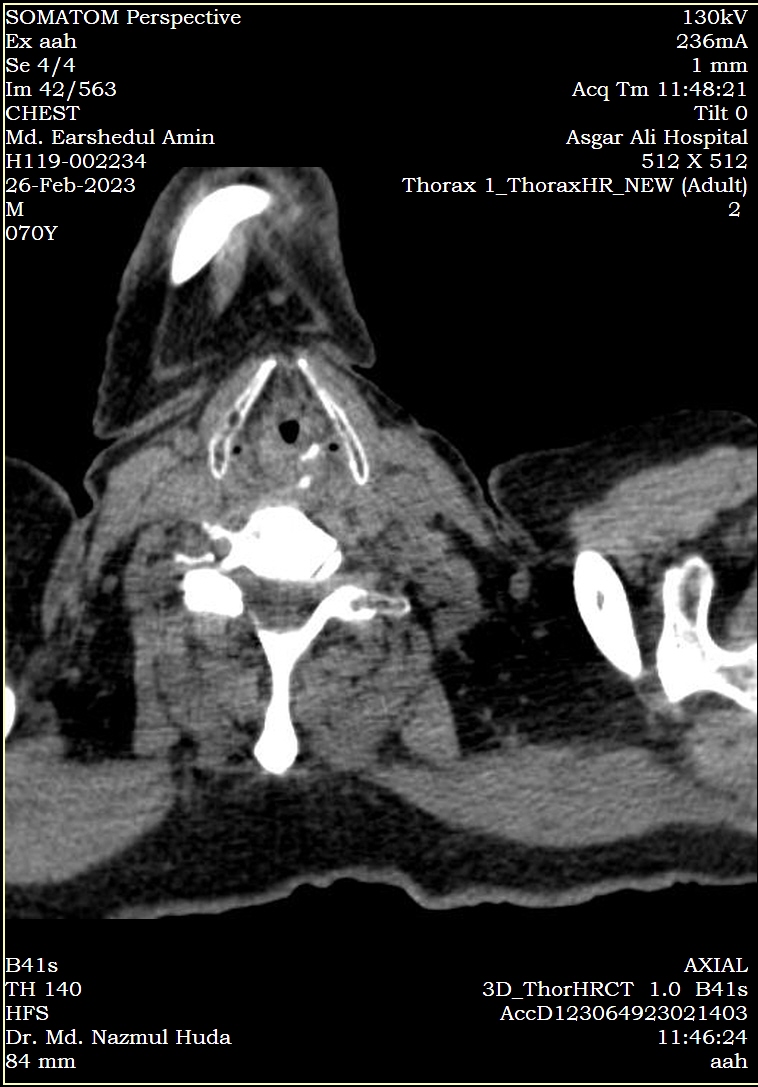 SOMATOM Perspective
Ex aah
Se 4/4
Im 42/563
CHEST
Md. Earshedul Amin
H119-002234
26-Feb-2023
M
070Y
130kV
236mA
1 mm
Acq Tm 11:48:21
Tilt 0
Asgar Ali Hospital
512 X 512
Thorax 1_ThoraxHR_NEW (Adult)
2
B41s
TH 140
HFS
Dr. Md. Nazmul Huda
84 mm
AXIAL
3D_ThorHRCT 1.0 B41s
AccD123064923021403
11:46:24
aah